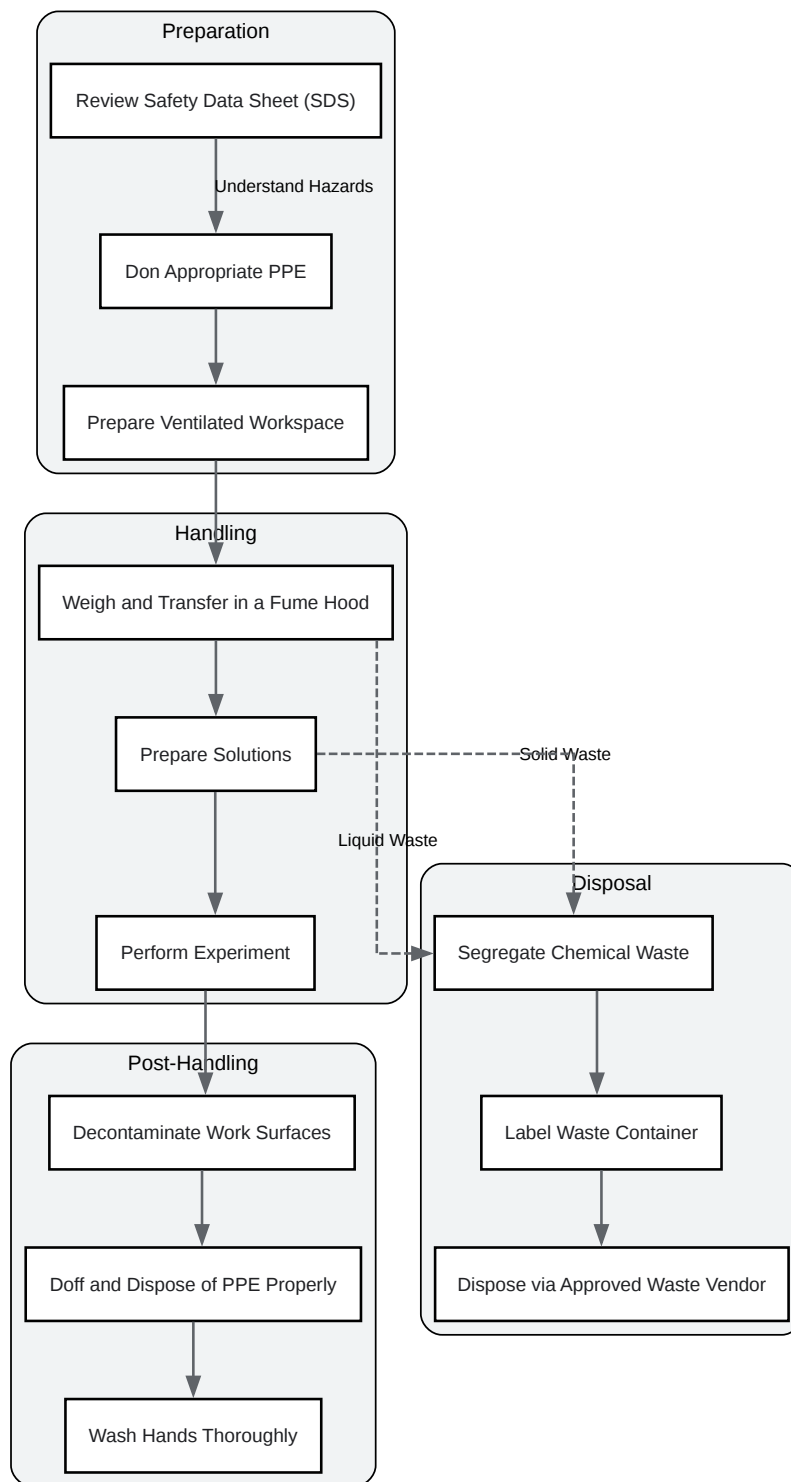 Preparation
Review Safety Data Sheet (SDS)
Understand Hazards
Don Appropriate PPE
Prepare Ventilated Workspace
Handling
Weigh and Transfer in a Fume Hood
Prepare Solutions
Solid Waste
Liquid Waste
Perform Experiment
Disposal
Segregate Chemical Waste
Label Waste Container
Dispose via Approved Waste Vendor
Post-Handling
Decontaminate Work Surfaces
Doff and Dispose of PPE Properly
Wash Hands Thoroughly